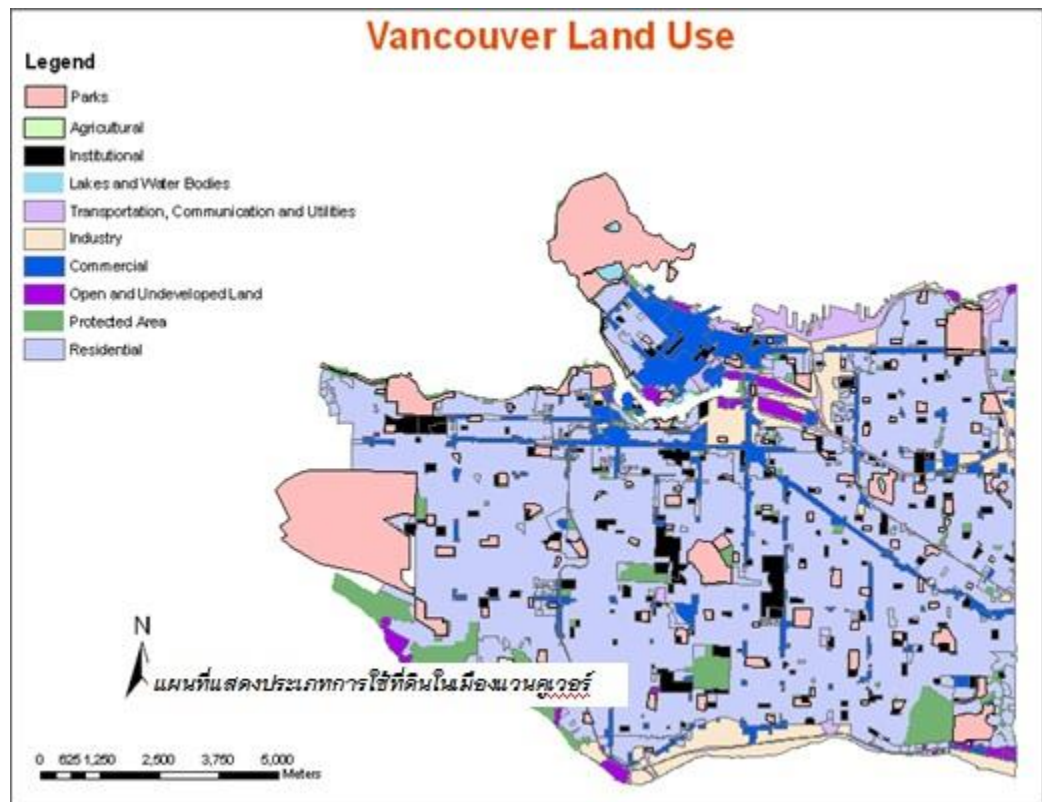 Vancouver Land Use
Legend
Parks
Agricultural
Institutional
Lakes and Water Bodies
Transportation, Communication and Utilities
Industry
Commercial
Open and Undeveloped Land
Protected Area
Residential
N
แผนที่แสดงประเภทการใช้ที่ดินในเมืองแวนคูเวอร์
0 625 1,250 2,500 3,750 5,000
Meters